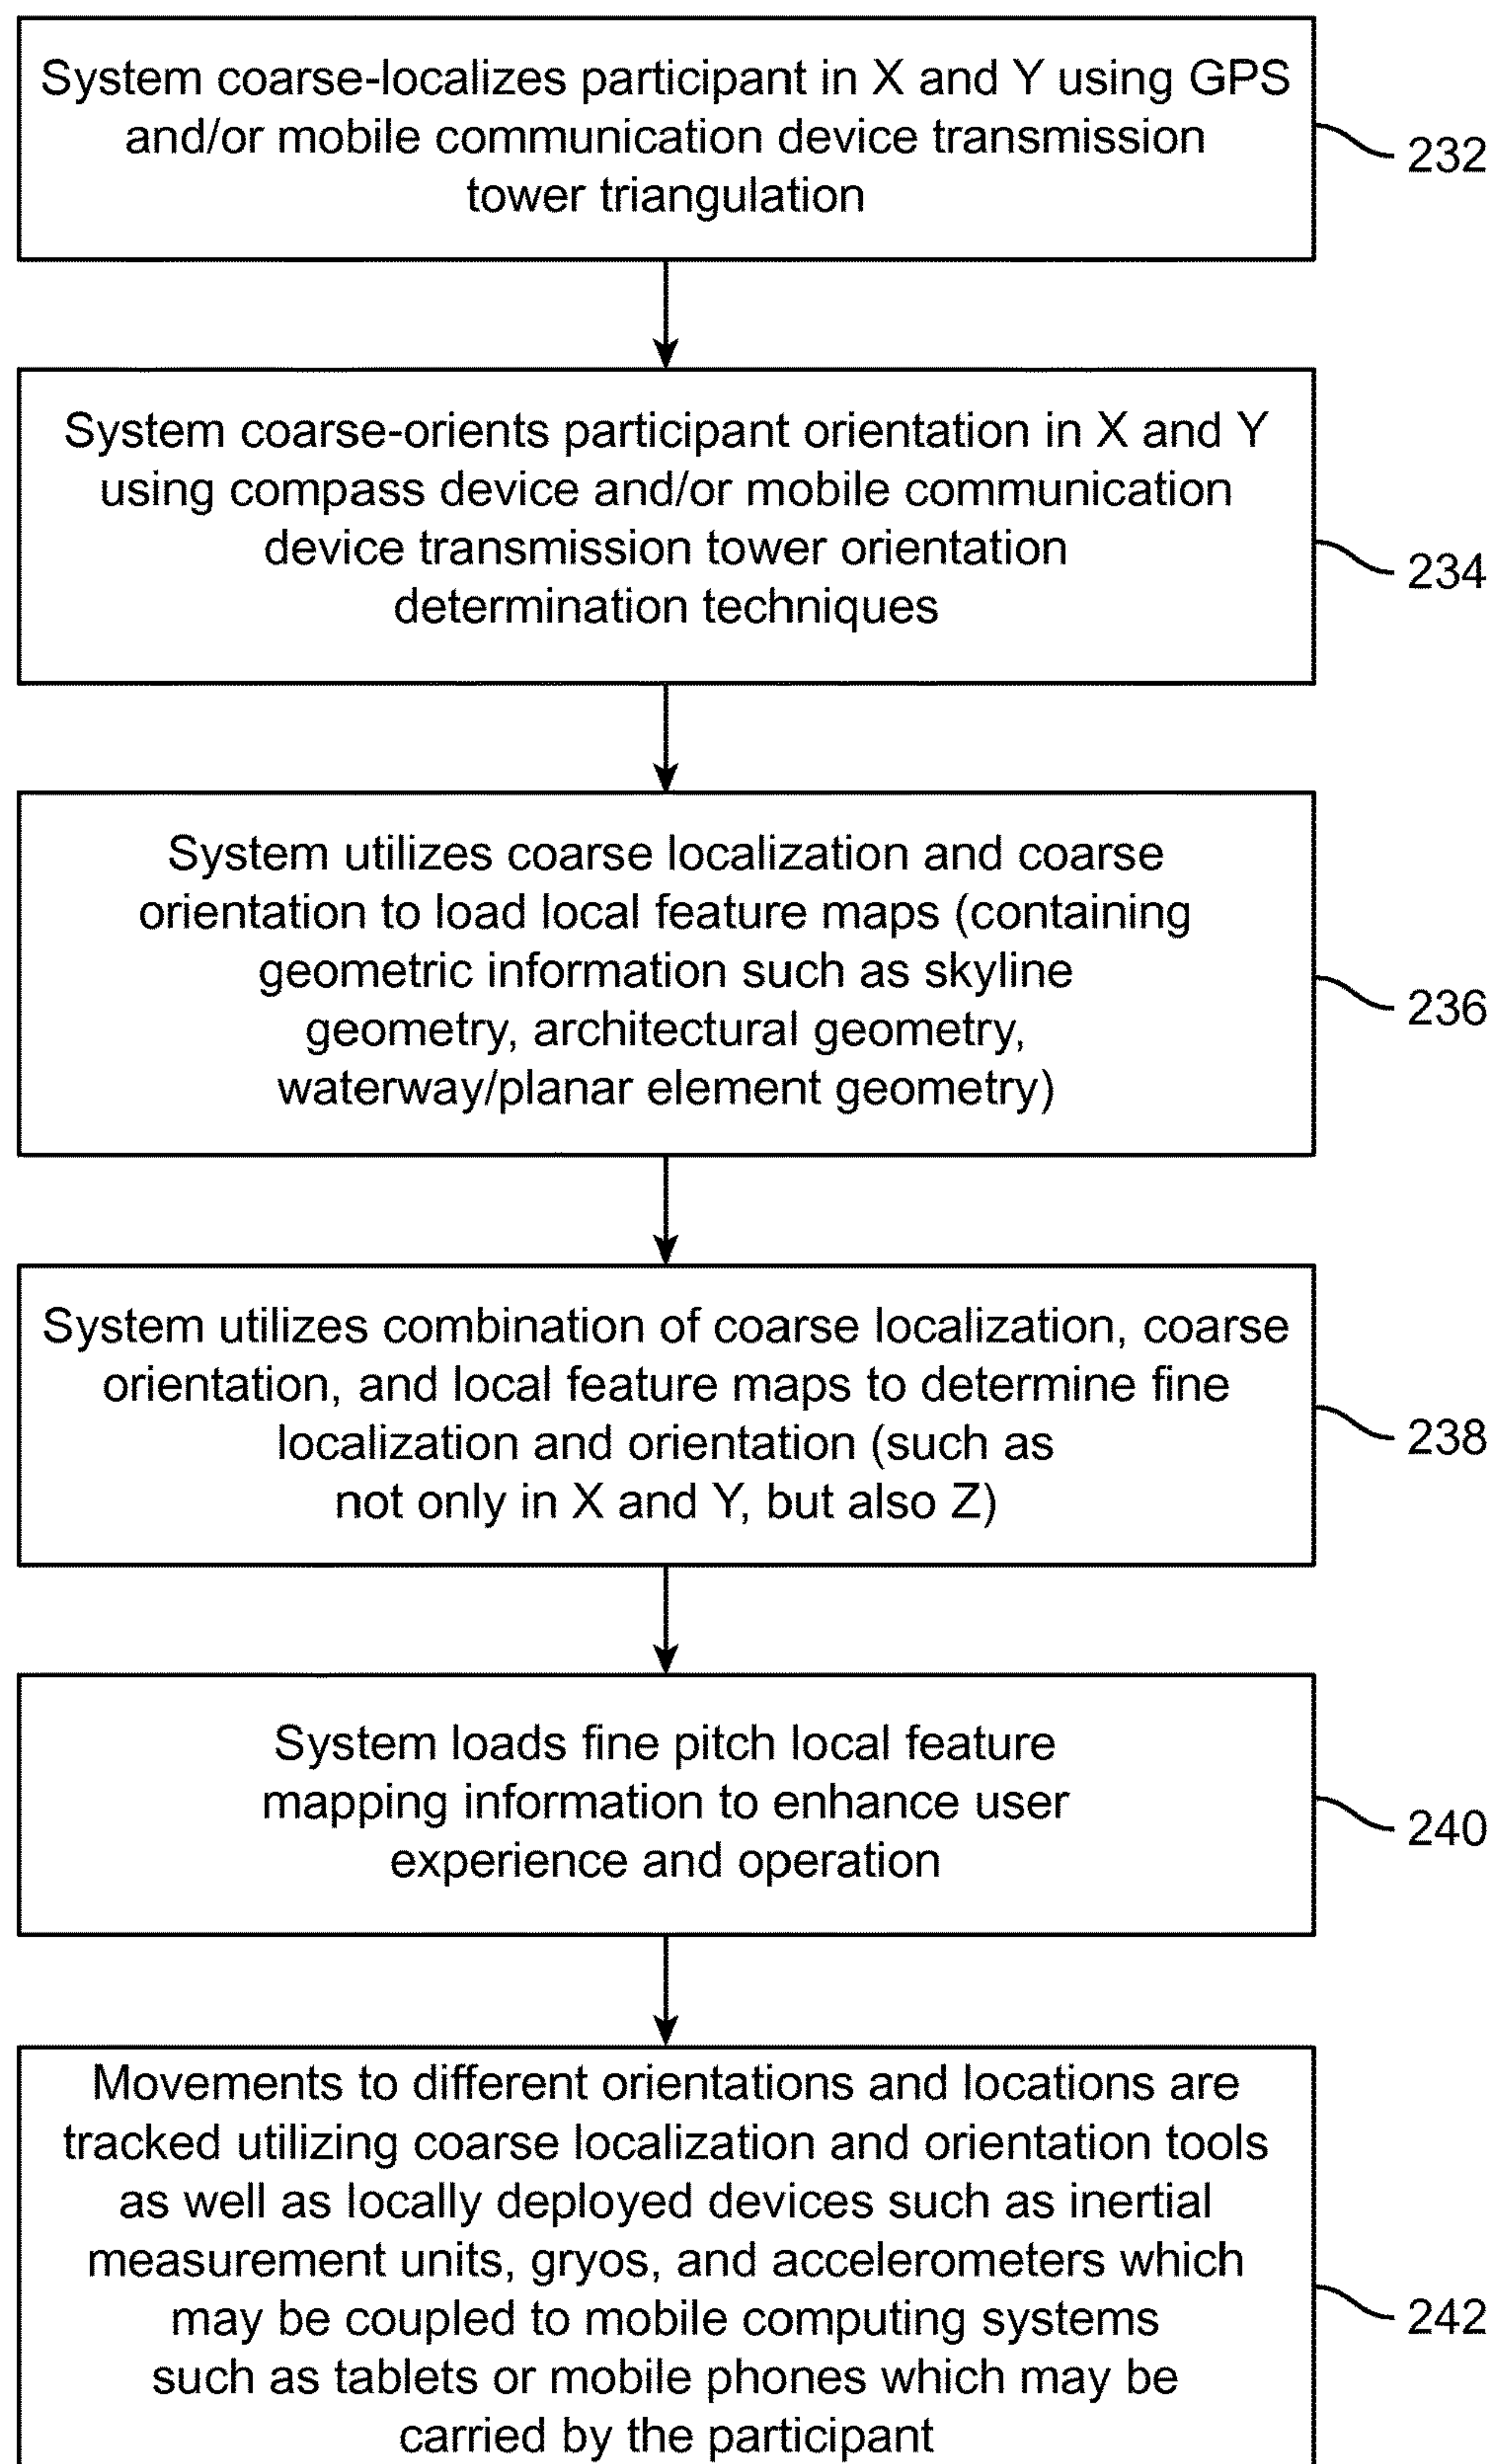 System coarse-localizes participant in X and Y using GPS
and/or mobile communication device transmission
tower triangulation
232
System coarse-orients participant orientation in X and Y
using compass device and/or mobile communication
device transmission tower orientation
determination techniques
234
System utilizes coarse localization and coarse
orientation to load local feature maps (containing
geometric information such as skyline
geometry, architectural geometry,
waterway/planar element geometry)
236
System utilizes combination of coarse localization, coarse
orientation, and local feature maps to determine fine
localization and orientation (such as
not only in X and Y, but also Z)
238
System loads fine pitch local feature
mapping information to enhance user
experience and operation
240
Movements to different orientations and locations are
tracked utilizing coarse localization and orientation tools
as well as locally deployed devices such as inertial
measurement units, gryos, and accelerometers which
may be coupled to mobile computing systems
such as tablets or mobile phones which may be
carried by the participant
242